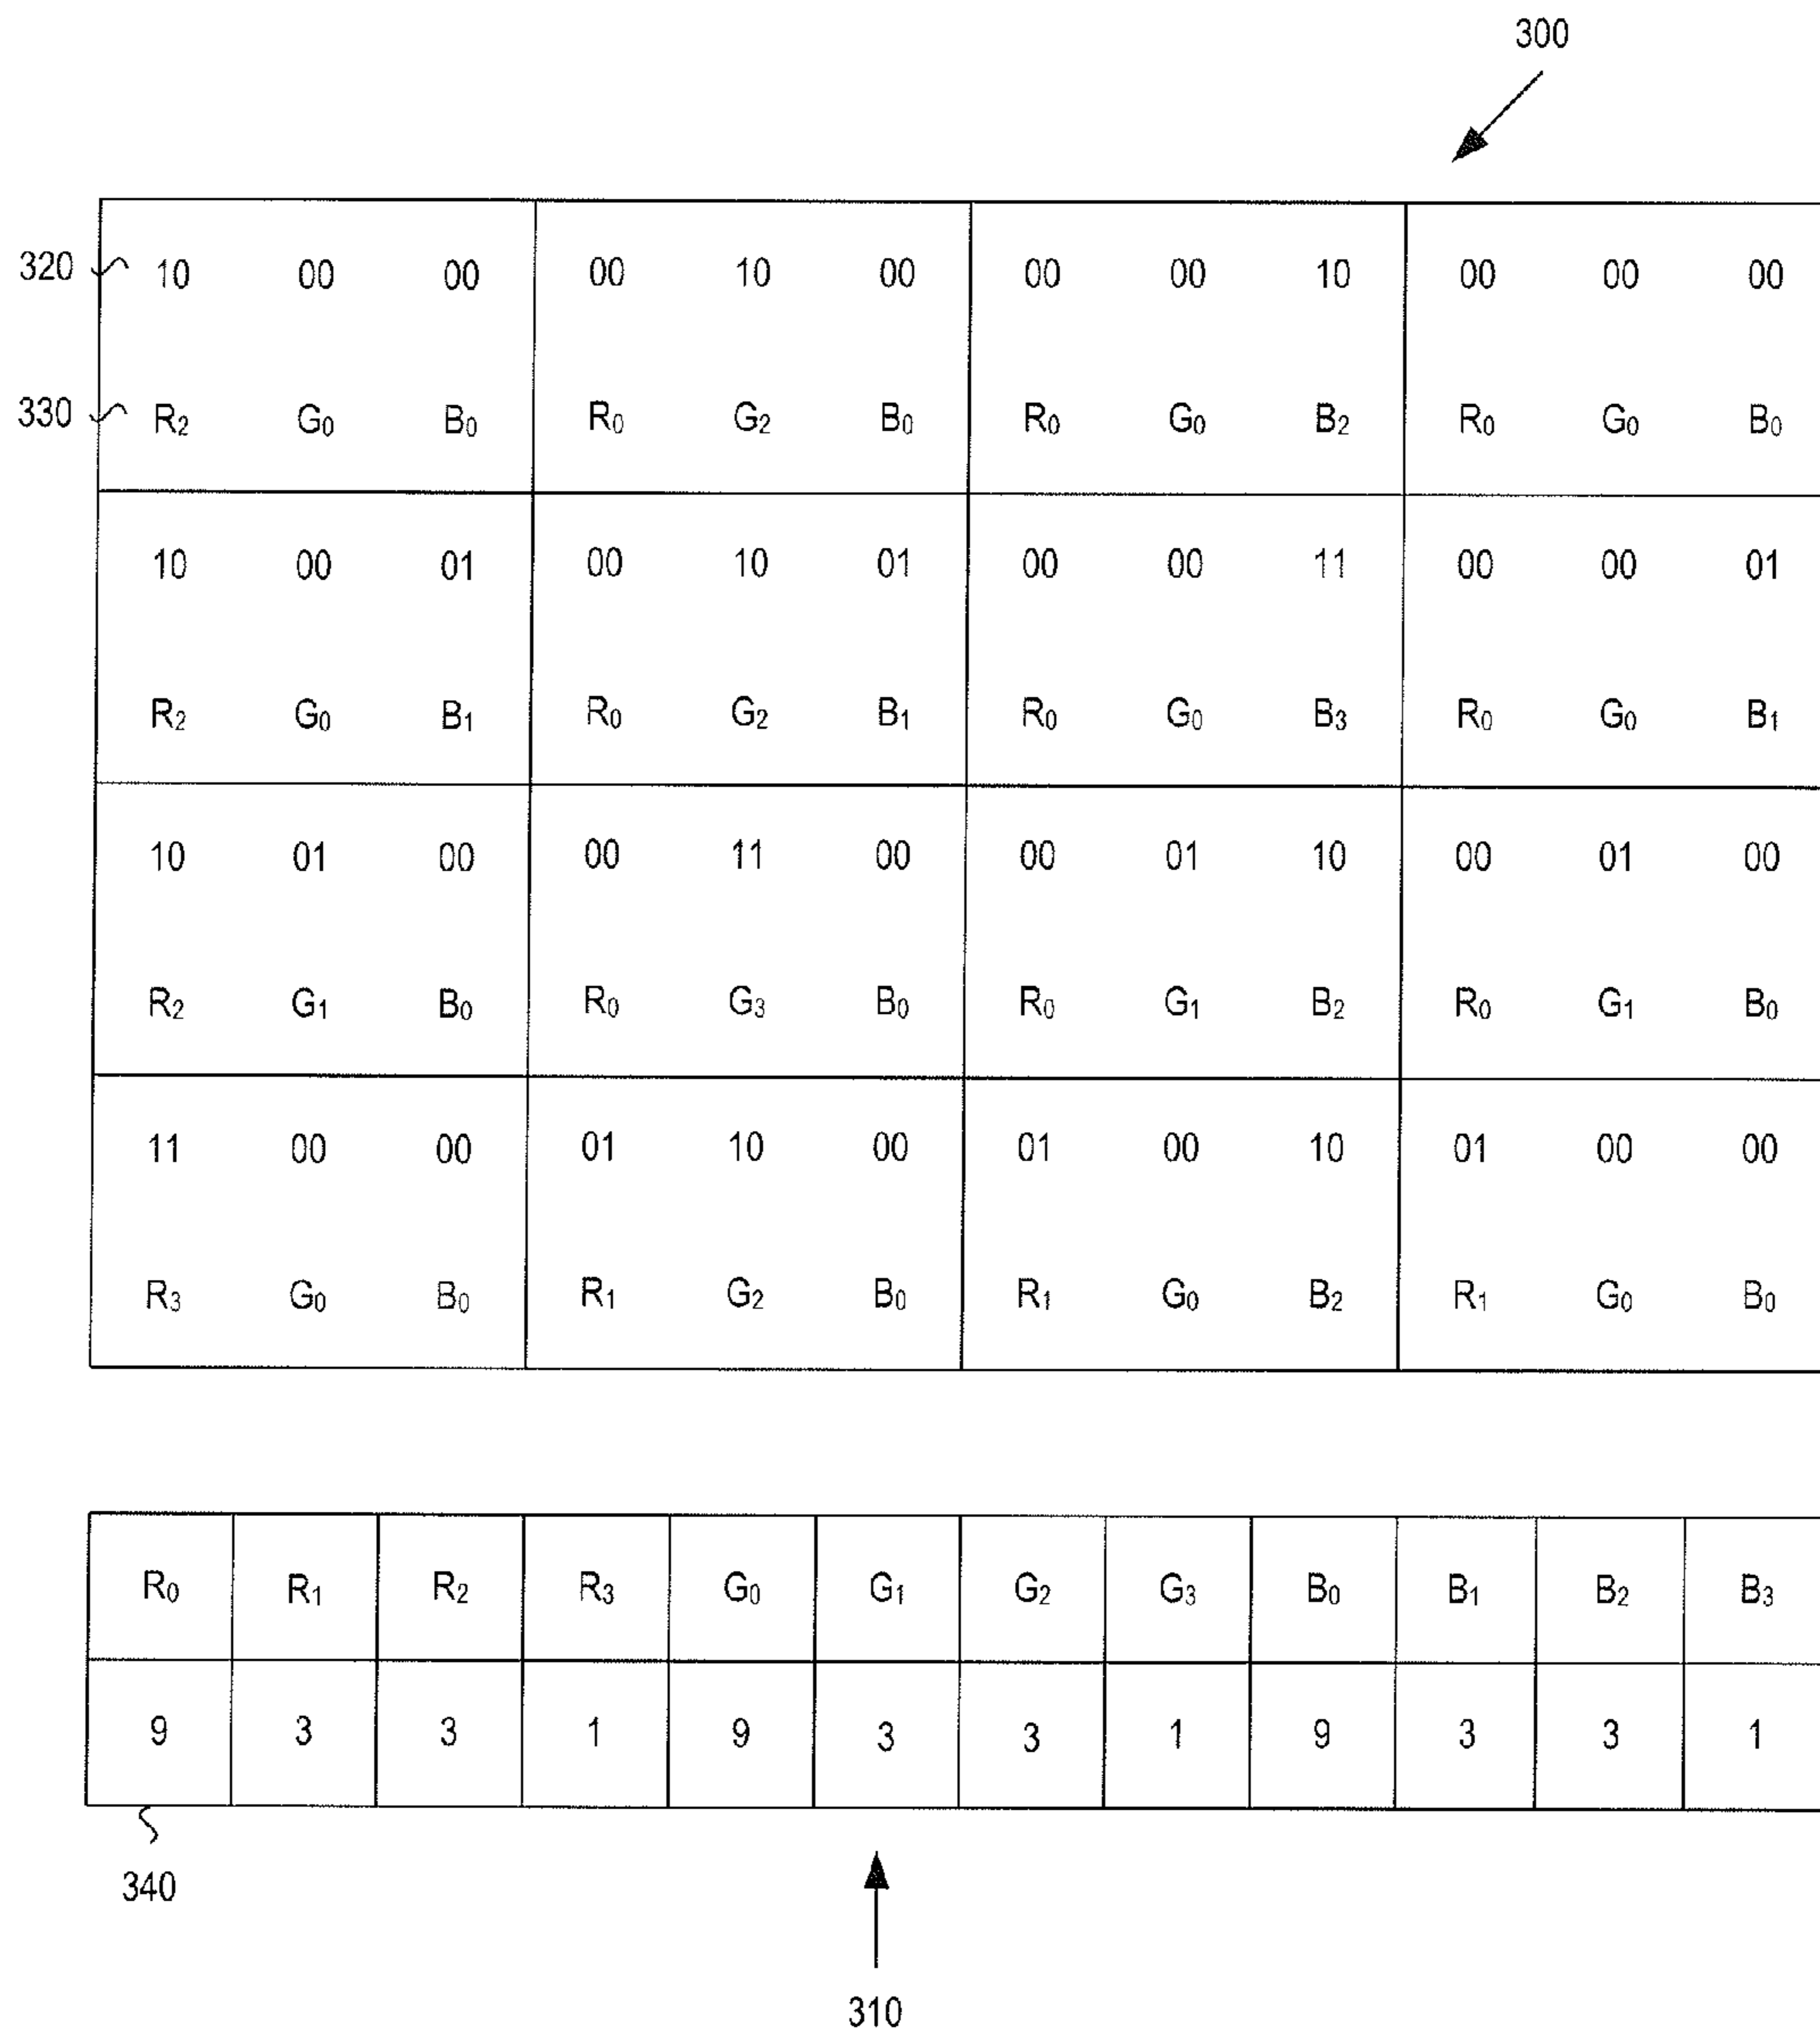 300
320 10 00 00 00 10 00 00 00 10 00 00 00
330 R₂ G₀ B₀ R₀ G₂ B₀ R₀ G₀ B₂ R₀ G₀ B₀
10 00 01 00 10 01 00 00 11 00 00 01
R₂ G₀ B₁ R₀ G₂ B₁ R₀ G₀ B₃ R₀ G₀ B₁
10 01 00 00 11 00 00 01 10 00 01 00
R₂ G₁ B₀ R₀ G₃ B₀ R₀ G₁ B₂ R₀ G₁ B₀
11 00 00 01 10 00 01 00 10 01 00 00
R₃ G₀ B₀ R₁ G₂ B₀ R₁ G₀ B₂ R₁ G₀ B₀
R₀ R₁ R₂ R₃ G₀ G₁ G₂ G₃ B₀ B₁ B₂ B₃
9 3 3 1 9 3 3 1 9 3 3 1
340
310